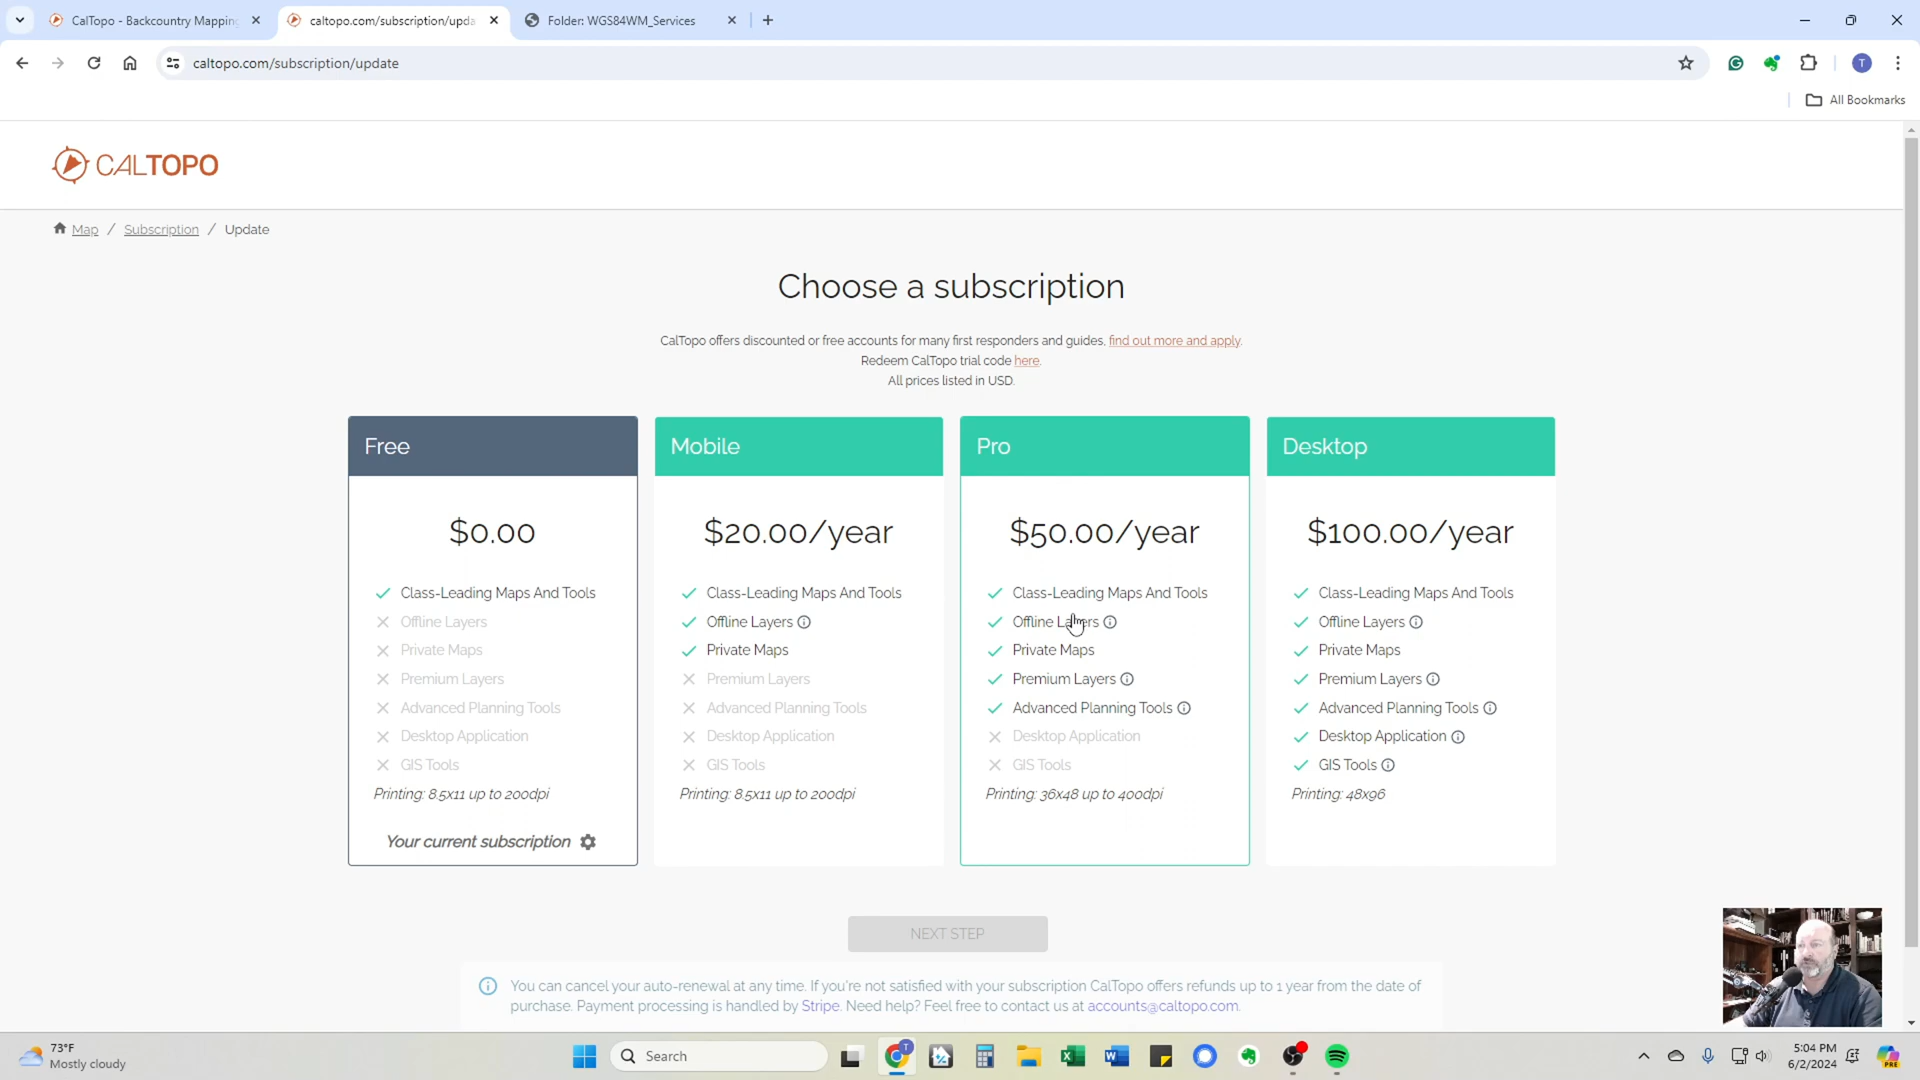 CalTopo - Backcountry Mapping
caltopo.com/subscription/upda
Folder: WGS84WM_Services
caltopo.com/subscription/update
T
All Bookmarks
CALTOPO
Map / Subscription / Update
Choose a subscription
CalTopo offers discounted or free accounts for many first responders and guides, find out more and apply.
Redeem CalTopo trial code here.
All prices listed in USD.
Free
$0.00
Class-Leading Maps And Tools
Offline Layers
Private Maps
Premium Layers
Advanced Planning Tools
Desktop Application
GIS Tools
Printing: 8.5x11 up to 200dpi
Your current subscription
Mobile
$20.00/year
Class-Leading Maps And Tools
Offline Layers
Private Maps
Premium Layers
Advanced Planning Tools
Desktop Application
GIS Tools
Printing: 8.5x11 up to 200dpi
Pro
$50.00/year
Class-Leading Maps And Tools
Offline Layers
Private Maps
Premium Layers
Advanced Planning Tools
Desktop Application
GIS Tools
Printing: 36x48 up to 400dpi
Desktop
$100.00/year
Class-Leading Maps And Tools
Offline Layers
Private Maps
Premium Layers
Advanced Planning Tools
Desktop Application
GIS Tools
Printing: 48x96
NEXT STEP
You can cancel your auto-renewal at any time. If you're not satisfied with your subscription CalTopo offers refunds up to 1 year from the date of
purchase. Payment processing is handled by Stripe. Need help? Feel free to contact us at accounts@caltopo.com.
73°F
Mostly cloudy
Search
5:04 PM
6/2/2024
PRE